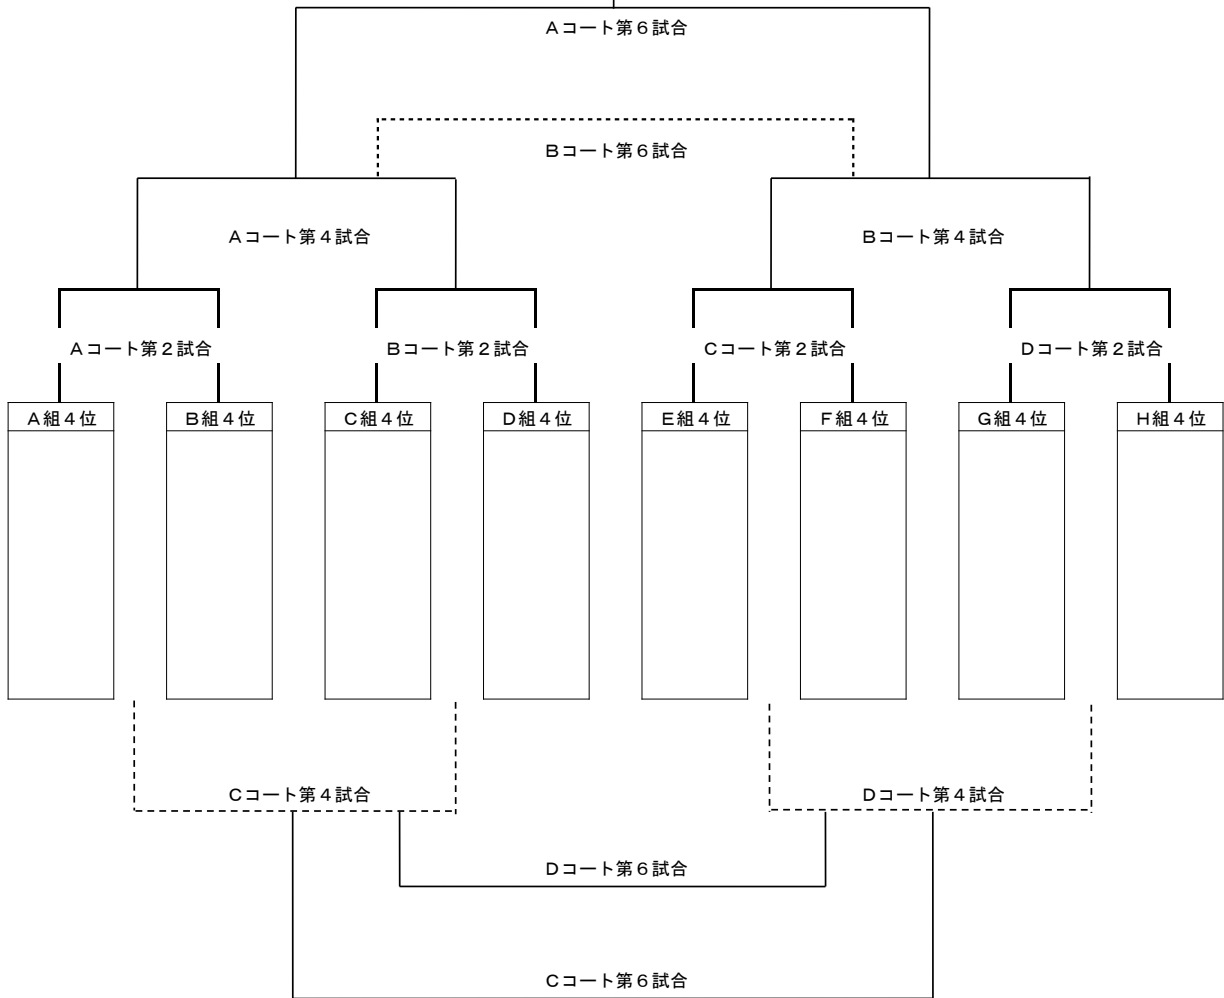 Ａコート第６試合
Ｂコート第６試合
Ａコート第４試合
Ｂコート第４試合
Ａコート第２試合
Ｂコート第２試合
Ｃコート第２試合
Ｄコート第２試合
Ａ組４位
Ｂ組４位
Ｃ組４位
Ｄ組４位
Ｅ組４位
Ｆ組４位
Ｇ組４位
Ｈ組４位
Ｃコート第４試合
Ｄコート第４試合
Ｄコート第６試合
Ｃコート第６試合